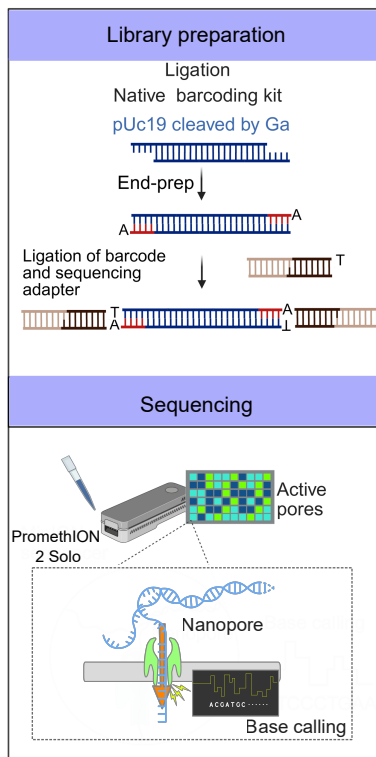 Library preparation
Ligation
Native barcoding kit
pUc19 cleaved by Ga
End-prep
A
A
Ligation of barcode
and sequencing
adapter
T
T
A
A
T
Sequencing
Active
pores
PromethION
2 Solo
Nanopore
ACGATGC······
Base calling